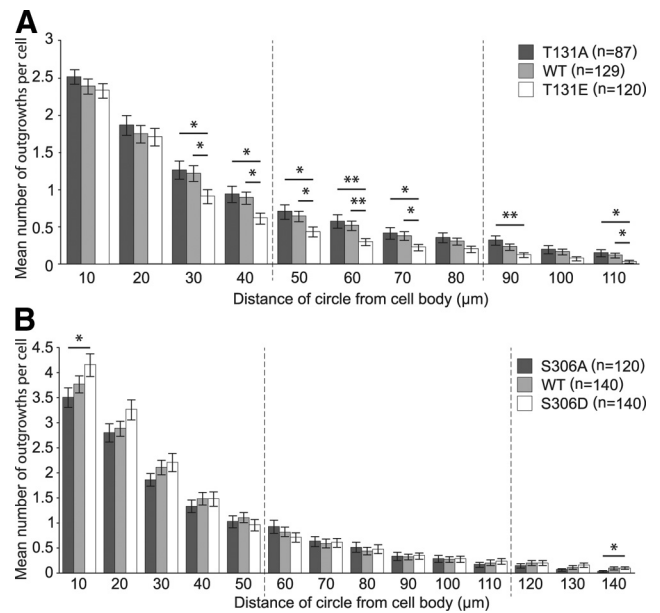 A
Mean number of outgrowths per cell
3
2.5
2
1.5
1
0.5
0
T131A (n=87)
WT (n=129)
T131E (n=120)
* * * * * * ** ** * * ** * *
10 20 30 40 50 60 70 80 90 100 110
Distance of circle from cell body (µm)
B
Mean number of outgrowths per cell
4.5
4
3.5
3
2.5
2
1.5
1
0.5
0
S306A (n=120)
WT (n=140)
S306D (n=140)
* *
10 20 30 40 50 60 70 80 90 100 110 120 130 140
Distance of circle from cell body (µm)